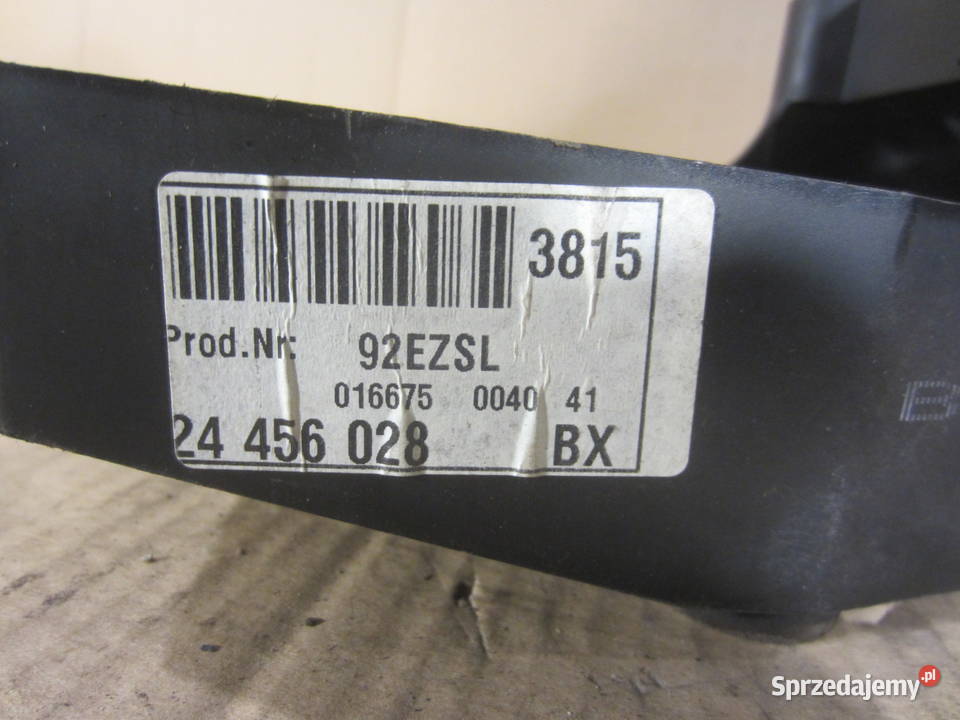 3815
Prod.Nr: 92EZSL
016675 0040 41
24 456 028 BX
Sprzedajemy.pl